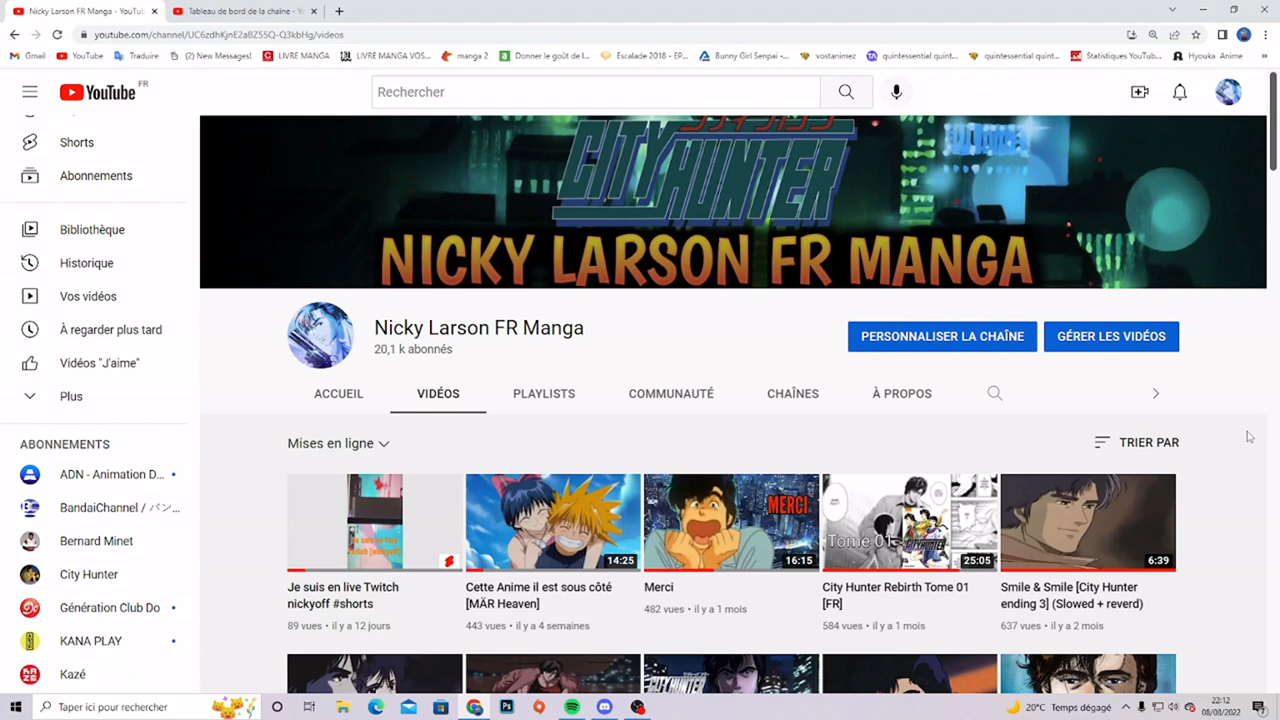 Nicky Larson FR Manga - YouTub
Tableau de bord de la chaîne - Yo
youtube.com/channel/UC6zdhKjnE2a8Z55Q-Q3kbHg/videos
Gmail
YouTube
Traduire
(2) New Messages!
LIVRE MANGA
LIVRE MANGA VOS...
manga 2
Donner le goût de l...
Escalade 2018 - EP...
Bunny Girl Senpai -...
vostanimez
quintessential quint...
quintessential quint...
Statistiques YouTub...
Hyouka Anime
YouTube FR
Rechercher
Shorts
Abonnements
Bibliothèque
Historique
Vos vidéos
À regarder plus tard
Vidéos "J'aime"
Plus
ABONNEMENTS
ADN - Animation D...
BandaiChannel / バン...
Bernard Minet
City Hunter
Génération Club Do
KANA PLAY
Kazé
CITY HUNTER
NICKY LARSON FR MANGA
Nicky Larson FR Manga
20,1 k abonnés
PERSONNALISER LA CHAÎNE
GÉRER LES VIDÉOS
ACCUEIL
VIDÉOS
PLAYLISTS
COMMUNAUTÉ
CHAÎNES
À PROPOS
Mises en ligne
TRIER PAR
Je suis en live Twitch
nickyoff #shorts
89 vues • il y a 12 jours
14:25
Cette Anime il est sous côté
[MÄR Heaven]
443 vues • il y a 4 semaines
MERCI
16:15
Merci
482 vues • il y a 1 mois
Tome 01
25:05
City Hunter Rebirth Tome 01
[FR]
584 vues • il y a 1 mois
6:39
Smile & Smile [City Hunter
ending 3] (Slowed + reverd)
637 vues • il y a 2 mois
Taper ici pour rechercher
20°C Temps dégagé
22:12
08/08/2022